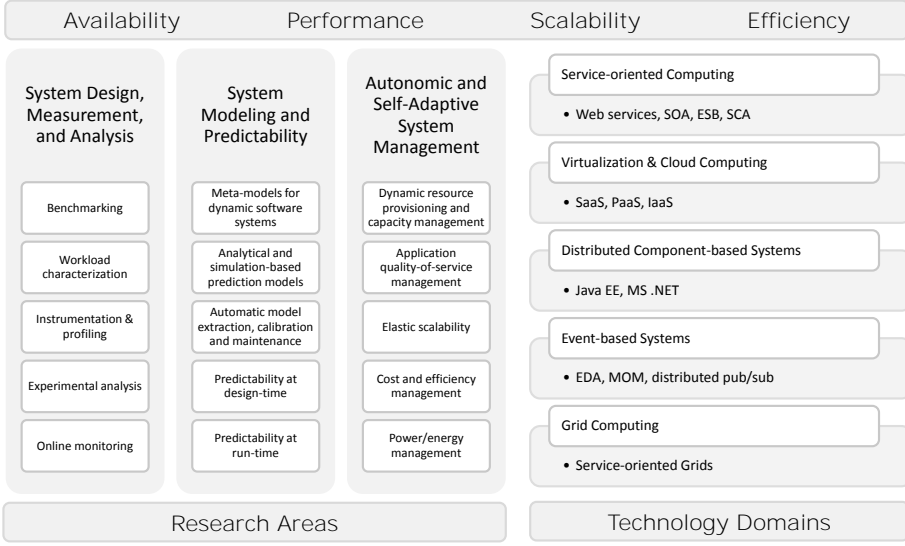 Availability Performance Scalability Efficiency
System Design,
Measurement,
and Analysis
Benchmarking
Workload
characterization
Instrumentation &
profiling
Experimental analysis
Online monitoring
System
Modeling and
Predictability
Meta-models for
dynamic software
systems
Analytical and
simulation-based
prediction models
Automatic model
extraction, calibration
and maintenance
Predictability at
design-time
Predictability at
run-time
Autonomic and
Self-Adaptive
System
Management
Dynamic resource
provisioning and
capacity management
Application
quality-of-service
management
Elastic scalability
Cost and efficiency
management
Power/energy
management
Research Areas
Service-oriented Computing
• Web services, SOA, ESB, SCA
Virtualization & Cloud Computing
• SaaS, PaaS, IaaS
Distributed Component-based Systems
• Java EE, MS .NET
Event-based Systems
• EDA, MOM, distributed pub/sub
Grid Computing
• Service-oriented Grids
Technology Domains